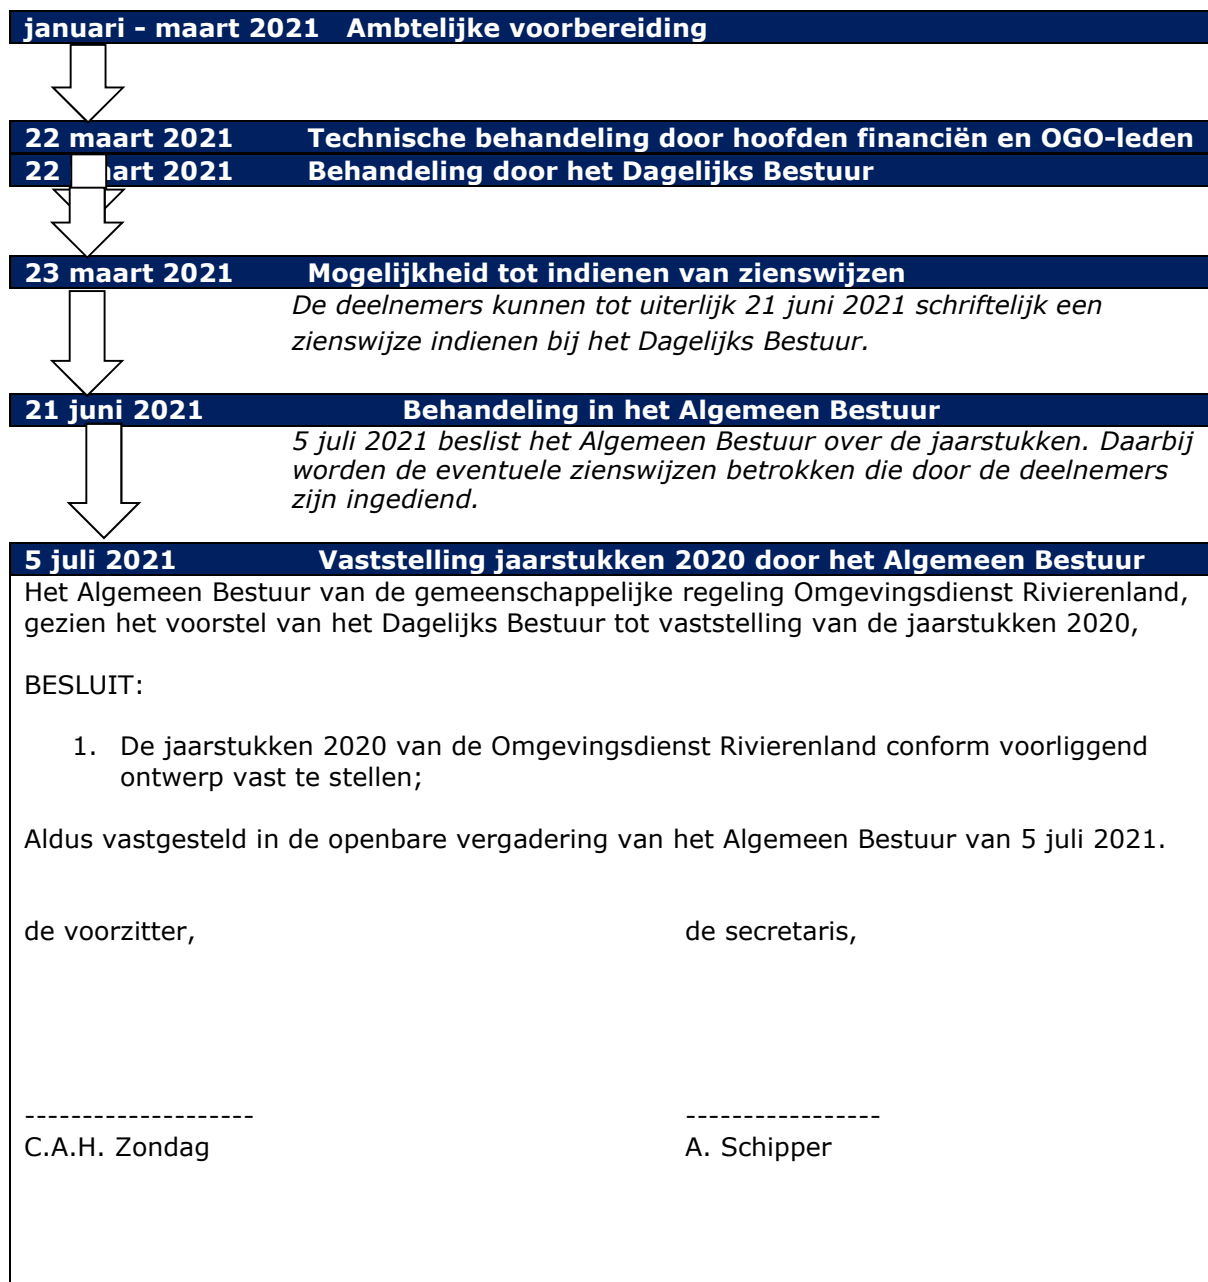 januari - maart 2021 Ambtelijke voorbereiding
22 maart 2021 Technische behandeling door hoofden financiën en OGO-leden
22 art 2021 Behandeling door het Dagelijks Bestuur
23 maart 2021 Mogelijkheid tot indienen van zienswijzen
De deelnemers kunnen tot uiterlijk 21 juni 2021 schriftelijk een
zienswijze indienen bij het Dagelijks Bestuur.
21 juni 2021 Behandeling in het Algemeen Bestuur
5 juli 2021 beslist het Algemeen Bestuur over de jaarstukken. Daarbij
worden de eventuele zienswijzen betrokken die door de deelnemers
zijn ingediend.
5 juli 2021 Vaststelling jaarstukken 2020 door het Algemeen Bestuur
Het Algemeen Bestuur van de gemeenschappelijke regeling Omgevingsdienst Rivierenland,
gezien het voorstel van het Dagelijks Bestuur tot vaststelling van de jaarstukken 2020,
BESLUIT:
1. De jaarstukken 2020 van de Omgevingsdienst Rivierenland conform voorliggend
ontwerp vast te stellen;
Aldus vastgesteld in de openbare vergadering van het Algemeen Bestuur van 5 juli 2021.
de voorzitter, de secretaris,
-------------------- -----------------
C.A.H. Zondag A. Schipper